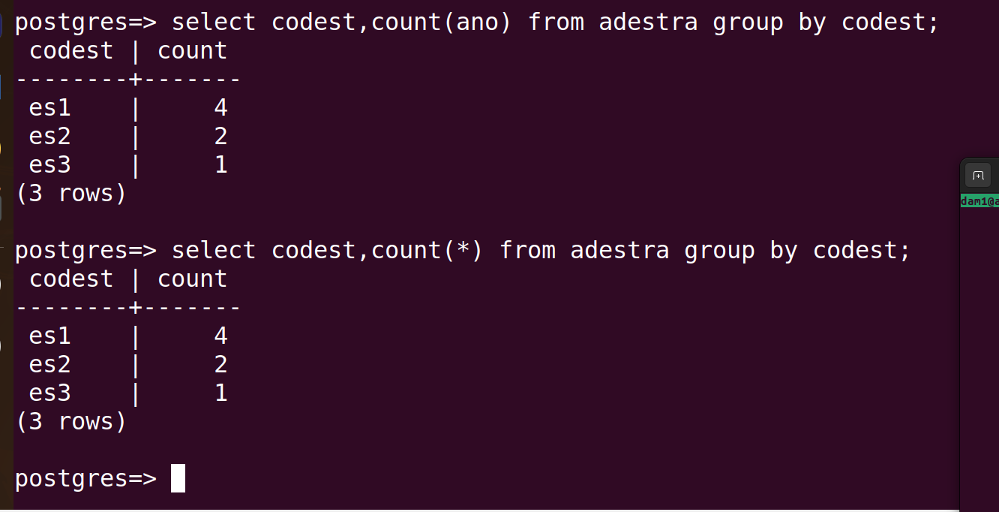 postgres=> select codest,count(ano) from adestra group by codest;
 codest | count
--------+-------
 es1    |     4
 es2    |     2
 es3    |     1
(3 rows)
postgres=> select codest,count(*) from adestra group by codest;
 codest | count
--------+-------
 es1    |     4
 es2    |     2
 es3    |     1
(3 rows)
postgres=>
dam1@a